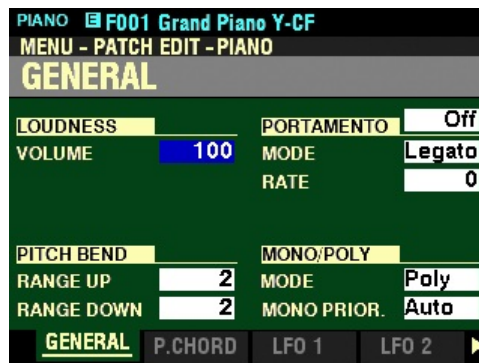 PIANO E F001 Grand Piano Y-CF
MENU - PATCH EDIT - PIANO
GENERAL
LOUDNESS
VOLUME 100
PORTAMENTO Off
MODE Legato
RATE 0
PITCH BEND
RANGE UP 2
RANGE DOWN 2
MONO/POLY
MODE Poly
MONO PRIOR. Auto
GENERAL P.CHORD LFO 1 LFO 2